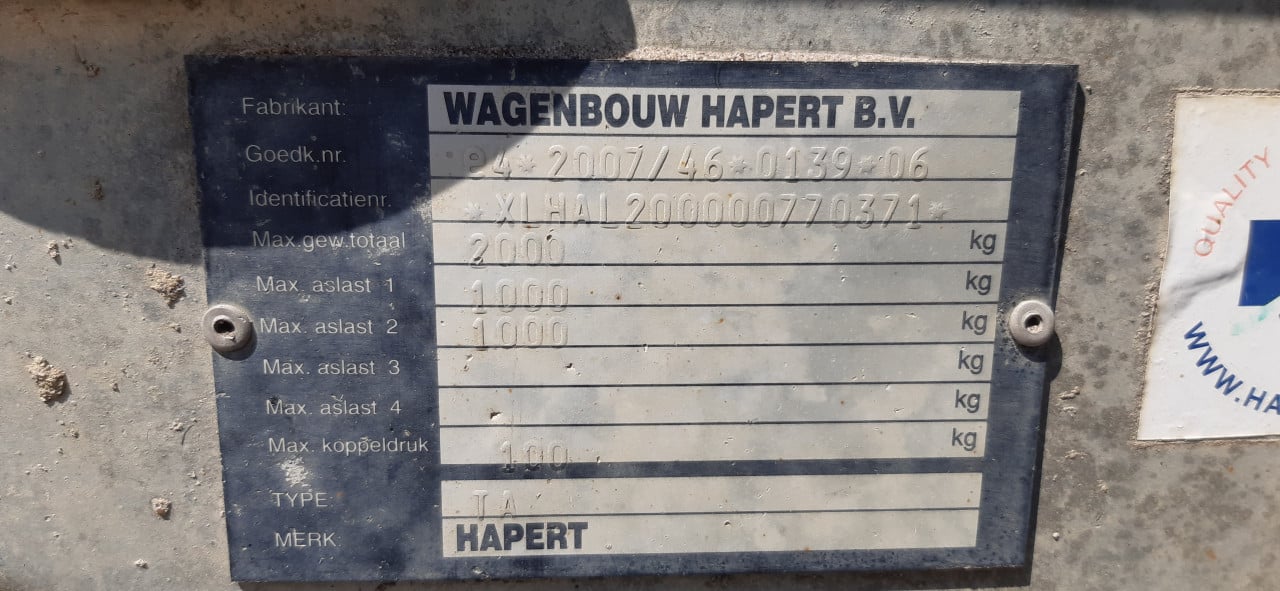 Fabrikant: WAGENBOUW HAPERT B.V.
Goedk.nr. e4*2007/46*0139*06
Identificatienr. *XLHAL200000770371*
Max.gew.totaal 2000 kg
Max. aslast 1 1000 kg
Max. aslast 2 1000 kg
Max. aslast 3 kg
Max. aslast 4 kg
Max. koppeldruk 100 kg
TYPE: TA
MERK: HAPERT
QUALITY
WWW.HA